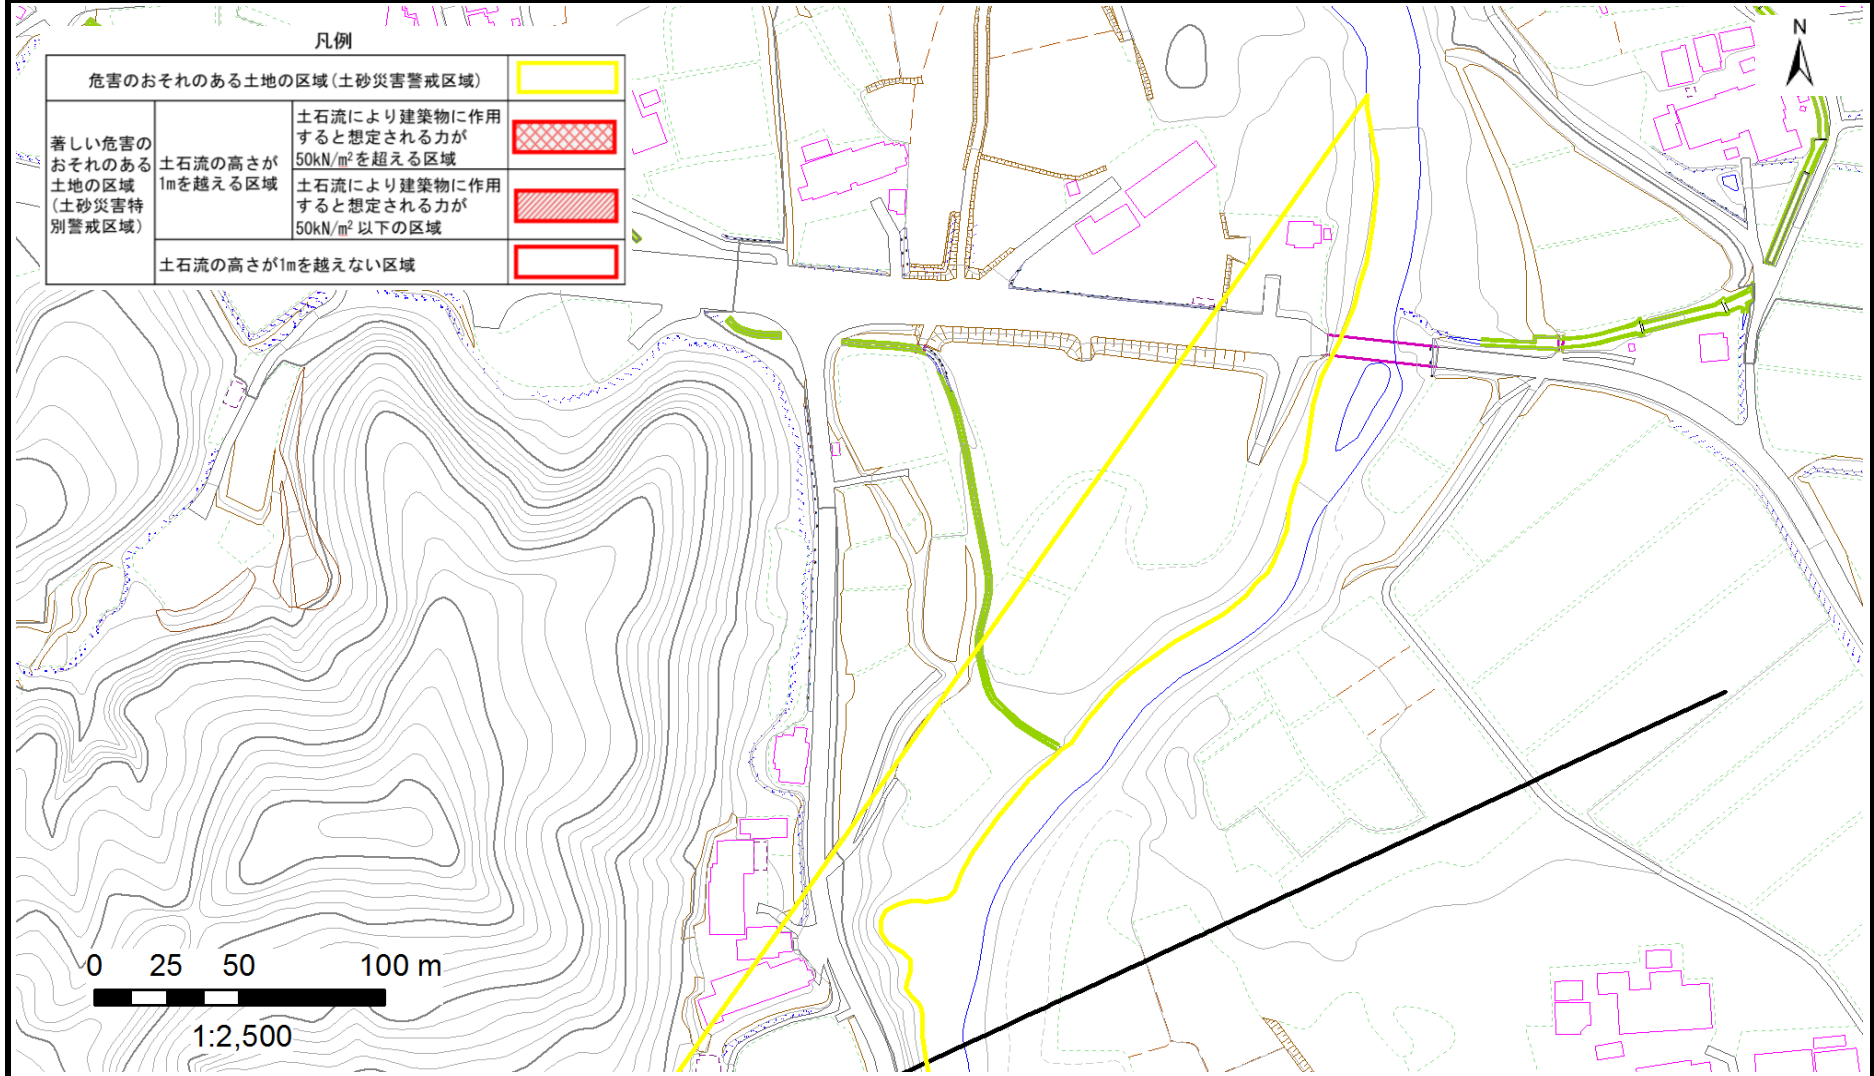 凡例
危害のおそれのある土地の区域（土砂災害警戒区域）
著しい危害の
おそれのある
土地の区域
（土砂災害特
別警戒区域）
土石流の高さが
1mを越える区域
土石流により建築物に作用
すると想定される力が
50kN/m²を超える区域
土石流により建築物に作用
すると想定される力が
50kN/m²以下の区域
土石流の高さが1mを越えない区域
N
0 25 50 100 m
1:2,500